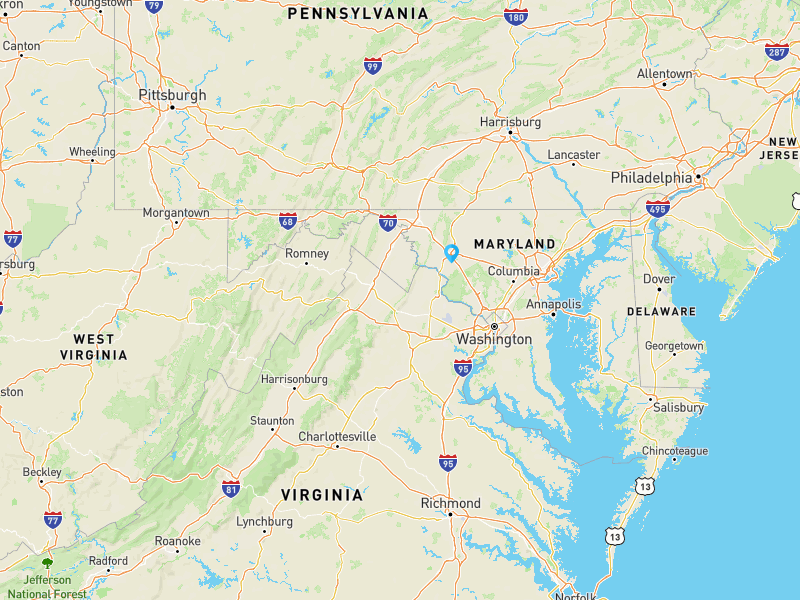 Youngstown
79
PENNSYLVANIA
180
kron
Canton
99
287
Allentown
Pittsburgh
Harrisburg
NEW
JERSE
Wheeling
Lancaster
Philadelphia
695
Morgantown
68
70
77
MARYLAND
Romney
rsburg
Columbia
Dover
Annapolis
DELAWARE
WEST
VIRGINIA
Washington
Georgetown
95
Harrisonburg
ston
Salisbury
Staunton
Charlottesville
Chincoteague
95
Beckley
81
13
VIRGINIA
Richmond
77
Lynchburg
13
Roanoke
Radford
Jefferson
National Forest
Norfolk